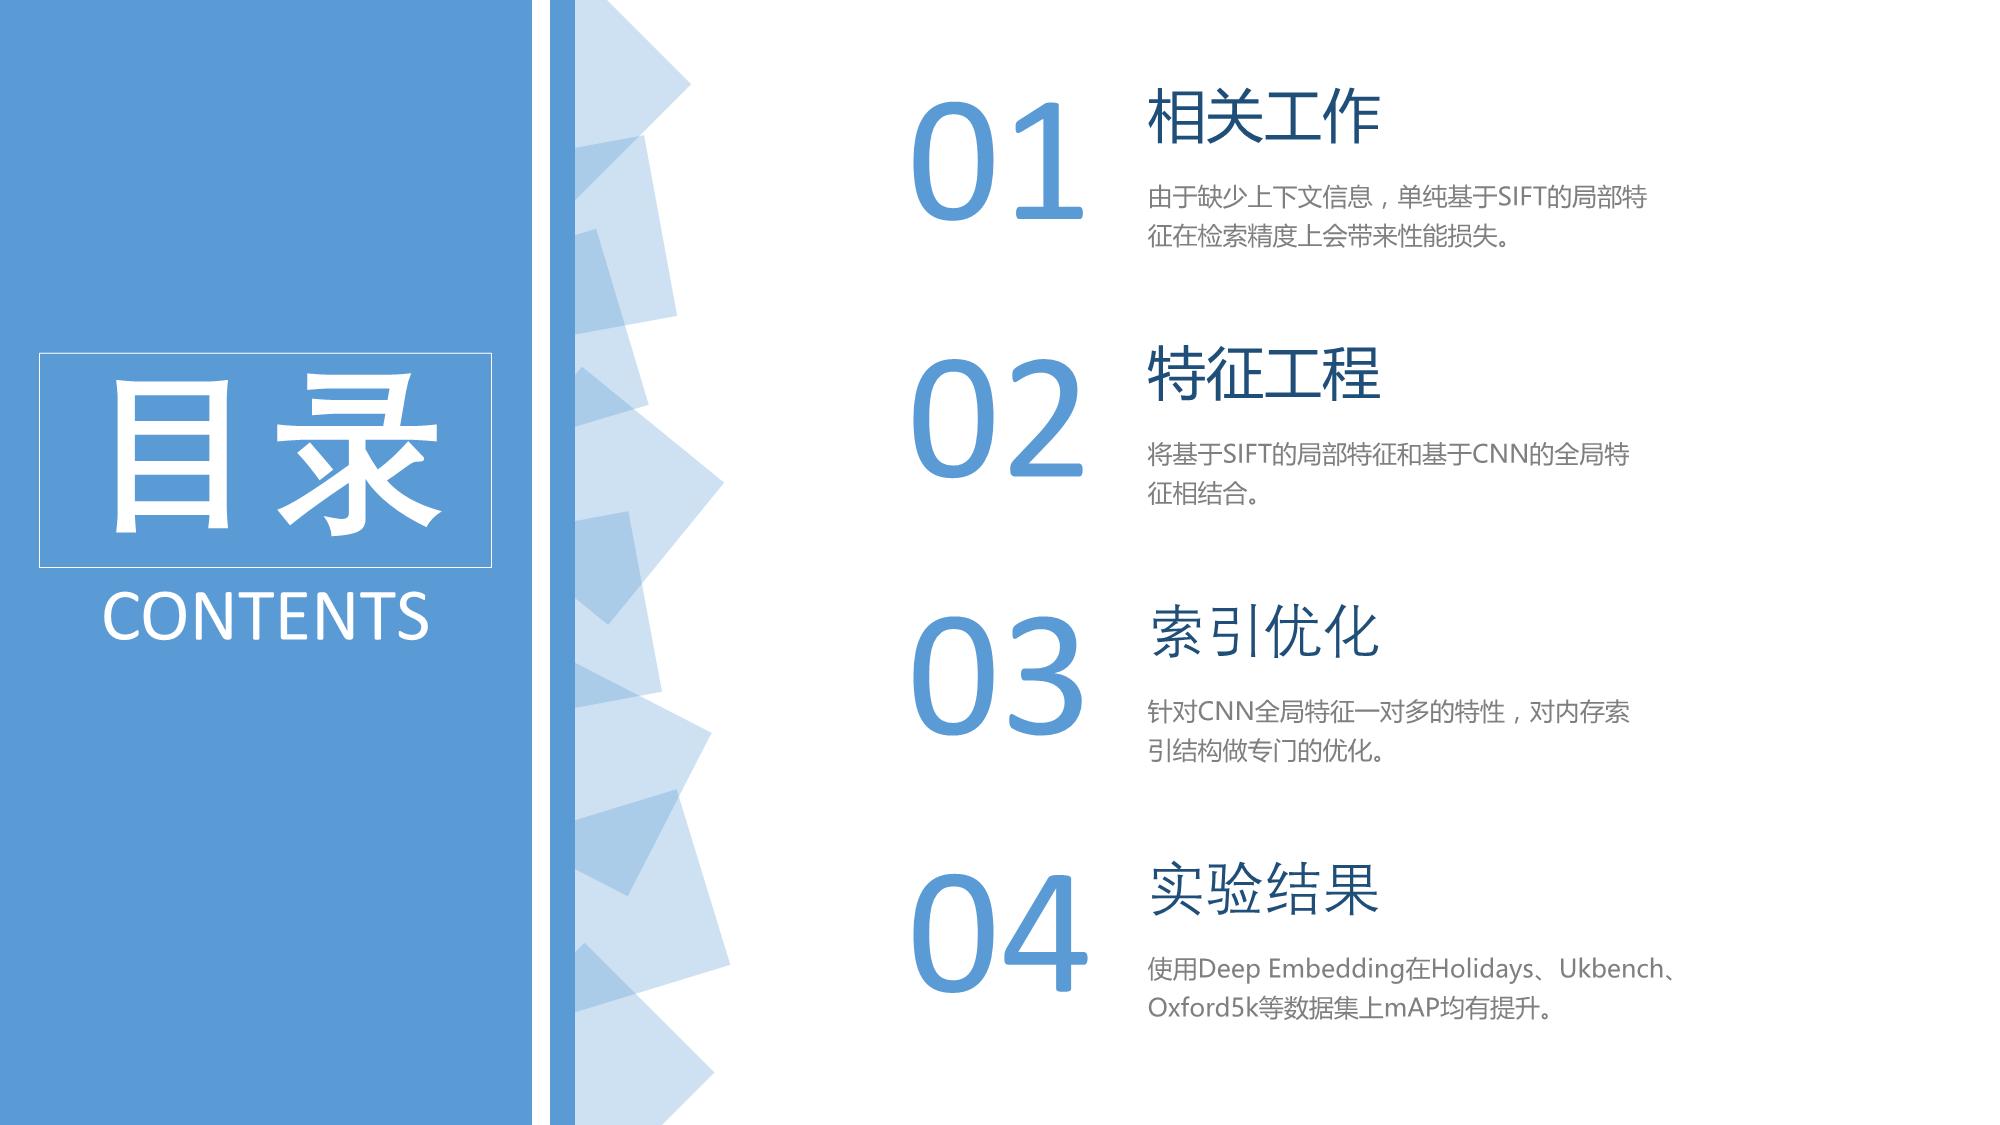 目录
CONTENTS
01
相关工作
由于缺少上下文信息，单纯基于SIFT的局部特
征在检索精度上会带来性能损失。
02
特征工程
将基于SIFT的局部特征和基于CNN的全局特
征相结合。
03
索引优化
针对CNN全局特征一对多的特性，对内存索
引结构做专门的优化。
04
实验结果
使用Deep Embedding在Holidays、Ukbench、
Oxford5k等数据集上mAP均有提升。